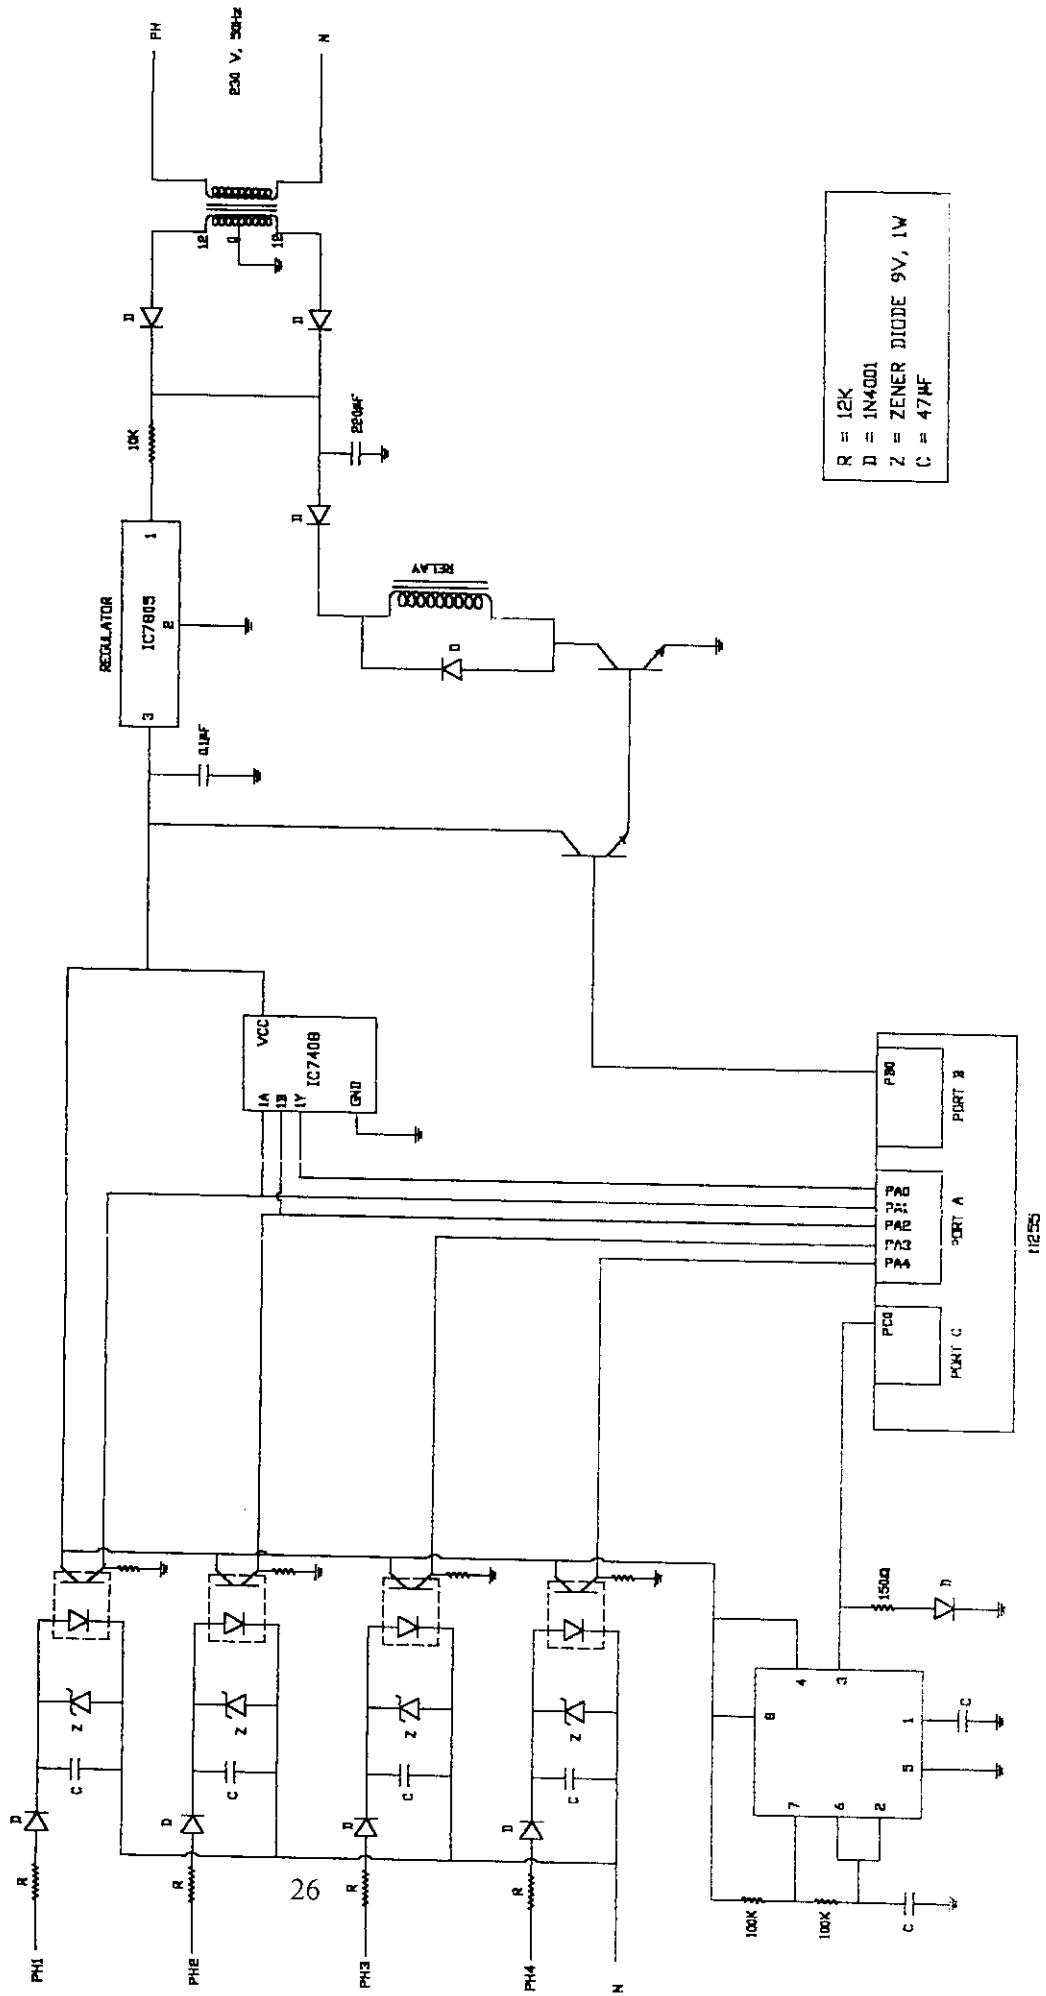 PH1
R
D
C
Z
PH2
R
D
C
Z
PH3
R
D
C
Z
PH4
R
D
C
Z
N
100K
100K
C
7
6
2
8
5
1
4
3
C
150Ω
D
VCC
1A
1B
1Y
IC7408
GND
0.1µF
REGULATOR
3
IC7805
1
2
10K
D
D
12
0
12
PH
230 V, 50Hz
N
220µF
D
RELAY
D
PC0
PORT C
PA4
PA3
PA2
PA1
PA0
PORT A
PB0
PORT B
R = 12K
D = 1N4001
Z = ZENER DIODE 9V, 1W
C = 47µF
26